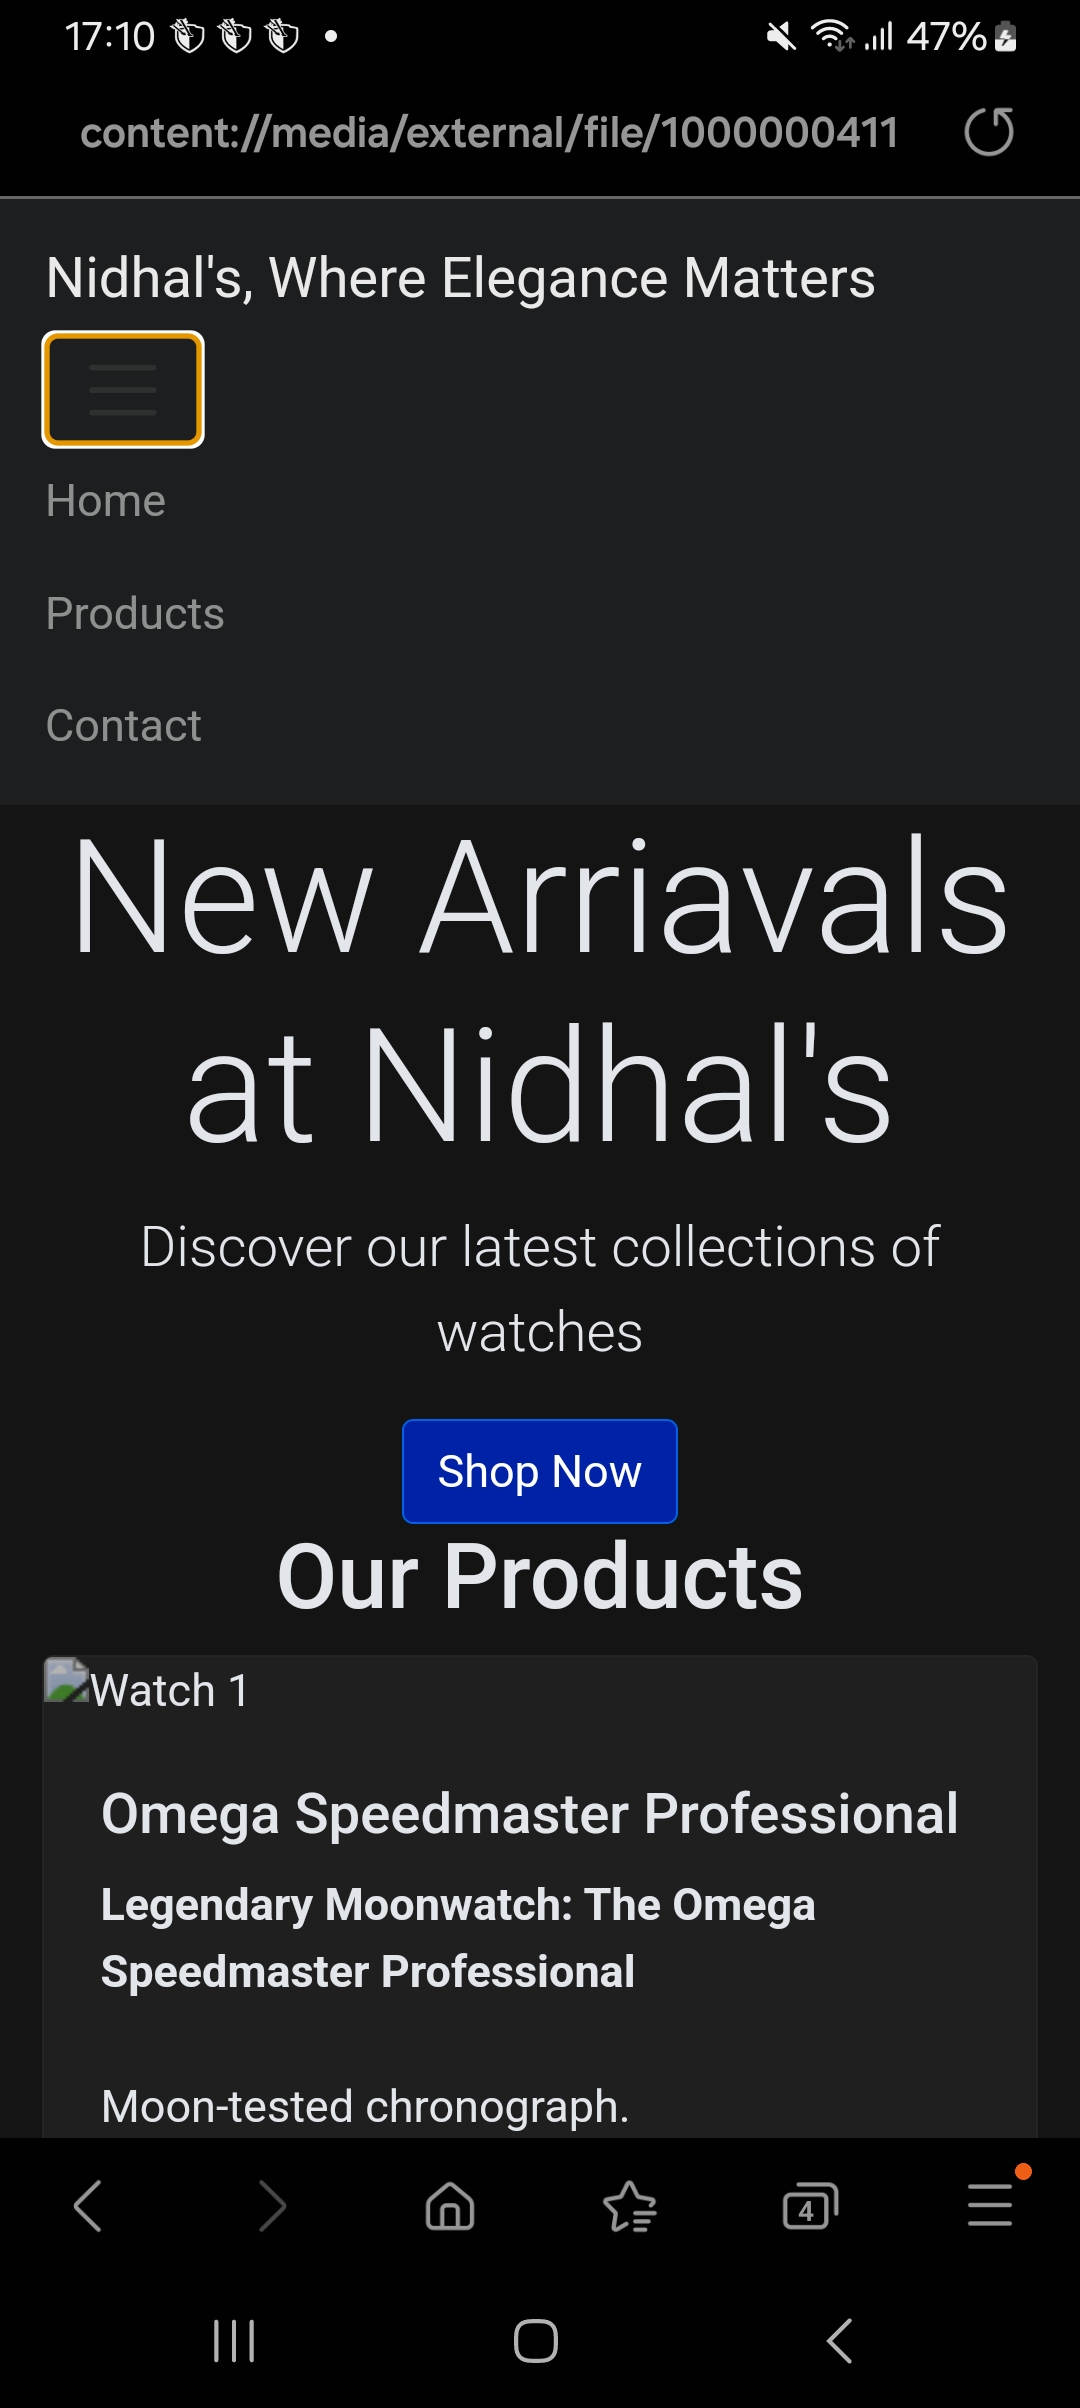 17:10
47%
content://media/external/file/1000000411
Nidhal's, Where Elegance Matters
Home
Products
Contact
New Arriavals
at Nidhal's
Discover our latest collections of
watches
Shop Now
Our Products
Watch 1
Omega Speedmaster Professional
Legendary Moonwatch: The Omega
Speedmaster Professional
Moon-tested chronograph.
4